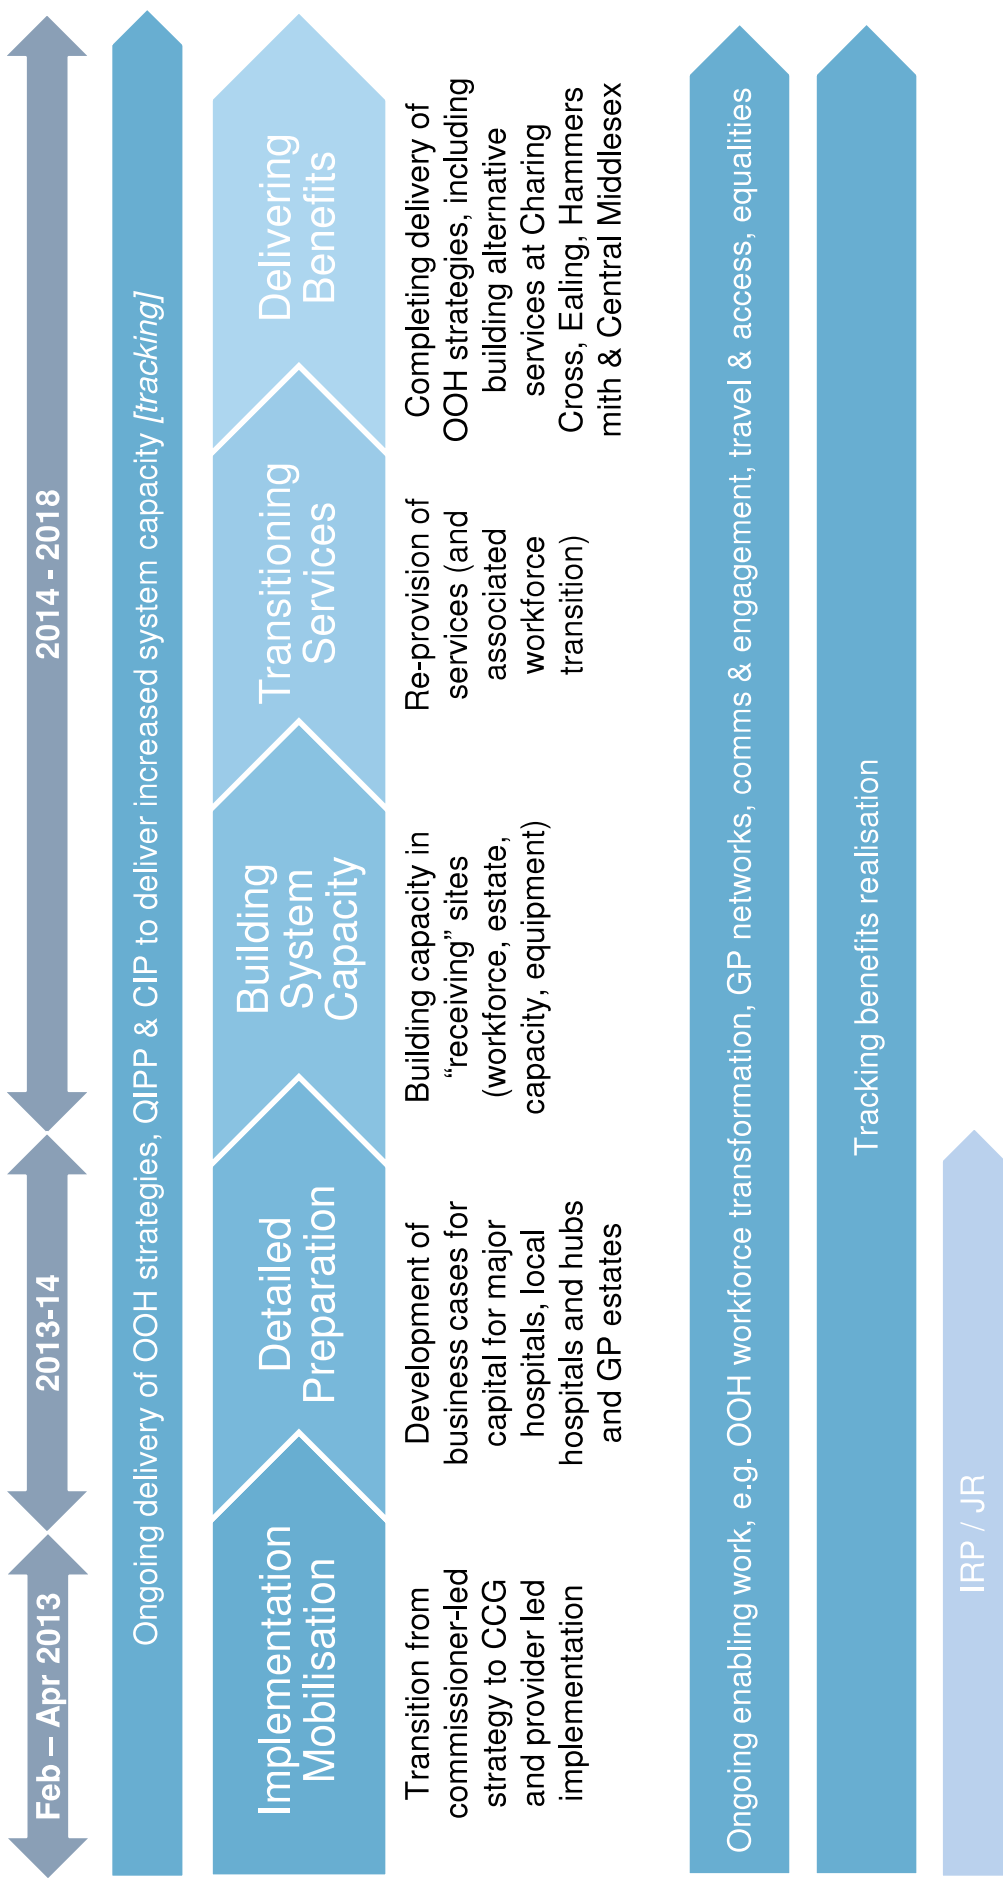 Feb – Apr 2013
2013-14
2014 - 2018
Ongoing delivery of OOH strategies, QIPP & CIP to deliver increased system capacity [tracking]
Implementation
Mobilisation
Detailed
Preparation
Building
System
Capacity
Transitioning
Services
Delivering
Benefits
Transition from
commissioner-led
strategy to CCG
and provider led
implementation
Development of
business cases for
capital for major
hospitals, local
hospitals and hubs
and GP estates
Building capacity in
“receiving” sites
(workforce, estate,
capacity, equipment)
Re-provision of
services (and
associated
workforce
transition)
Completing delivery of
OOH strategies, including
building alternative
services at Charing
Cross, Ealing, Hammers
mith & Central Middlesex
Ongoing enabling work, e.g. OOH workforce transformation, GP networks, comms & engagement, travel & access, equalities
Tracking benefits realisation
IRP / JR